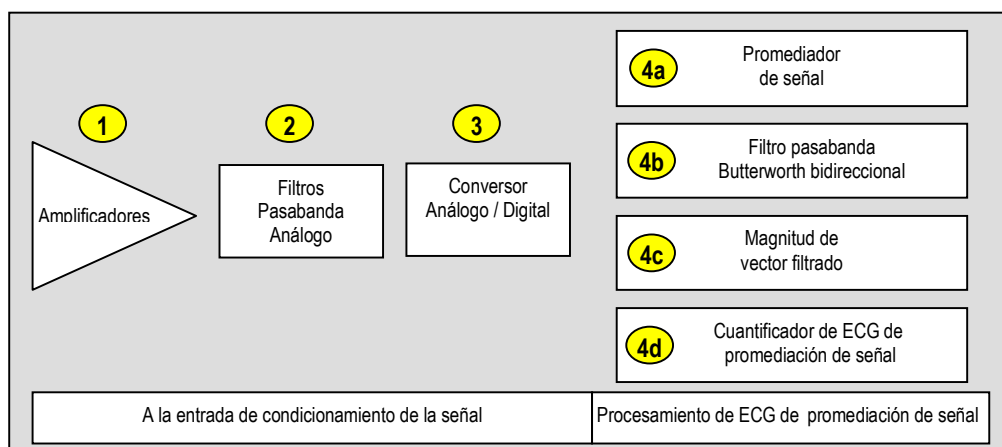 1
Amplificadores
2
Filtros
Pasabanda
Análogo
3
Conversor
Análogo / Digital
4a
Promediador
de señal
4b
Filtro pasabanda
Butterworth bidireccional
4c
Magnitud de
vector filtrado
4d
Cuantificador de ECG de
promediación de señal
A la entrada de condicionamiento de la señal
Procesamiento de ECG de promediación de señal